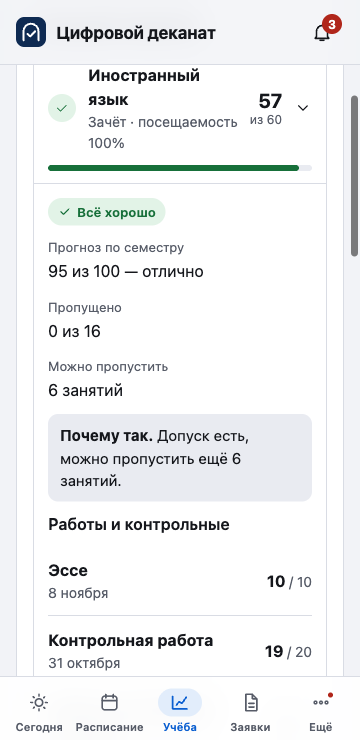 Цифровой деканат
3
Иностранный
язык
Зачёт · посещаемость
100%
57
из 60
Всё хорошо
Прогноз по семестру
95 из 100 — отлично
Пропущено
0 из 16
Можно пропустить
6 занятий
Почему так. Допуск есть,
можно пропустить ещё 6
занятий.
Работы и контрольные
Эссе
8 ноября
10 / 10
Контрольная работа
31 октября
19 / 20
Сегодня
Расписание
Учёба
Заявки
Ещё